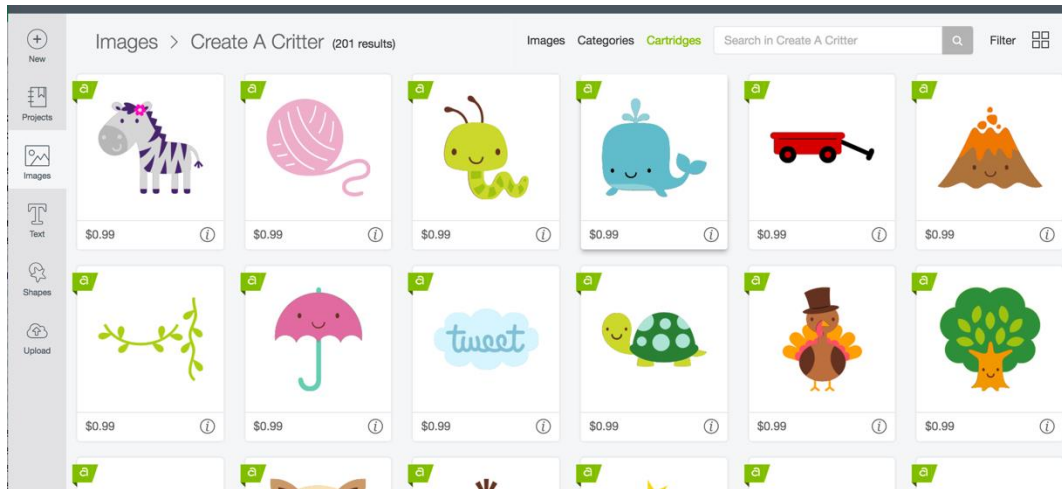 Images > Create A Critter (201 results)
Images Categories Cartridges Search in Create A Critter Filter
New
Projects
Images
Text
Shapes
Upload
a a a a a a
$0.99 i $0.99 i $0.99 i $0.99 i $0.99 i $0.99 i
a a a a a a
tweet
$0.99 i $0.99 i $0.99 i $0.99 i $0.99 i $0.99 i
a a a a a a